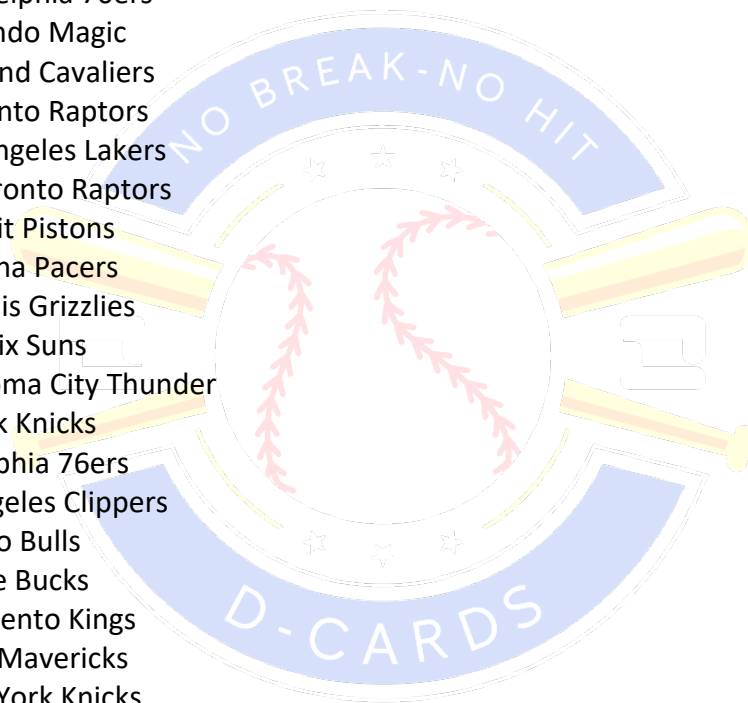 elphia 76ers
ndo Magic
nd Cavaliers
nto Raptors
ngeles Lakers
ronto Raptors
it Pistons
na Pacers
is Grizzlies
ix Suns
oma City Thunder
k Knicks
phia 76ers
geles Clippers
o Bulls
e Bucks
ento Kings
Mavericks
York Knicks
NO BREAK-NO HIT
D-CARDS